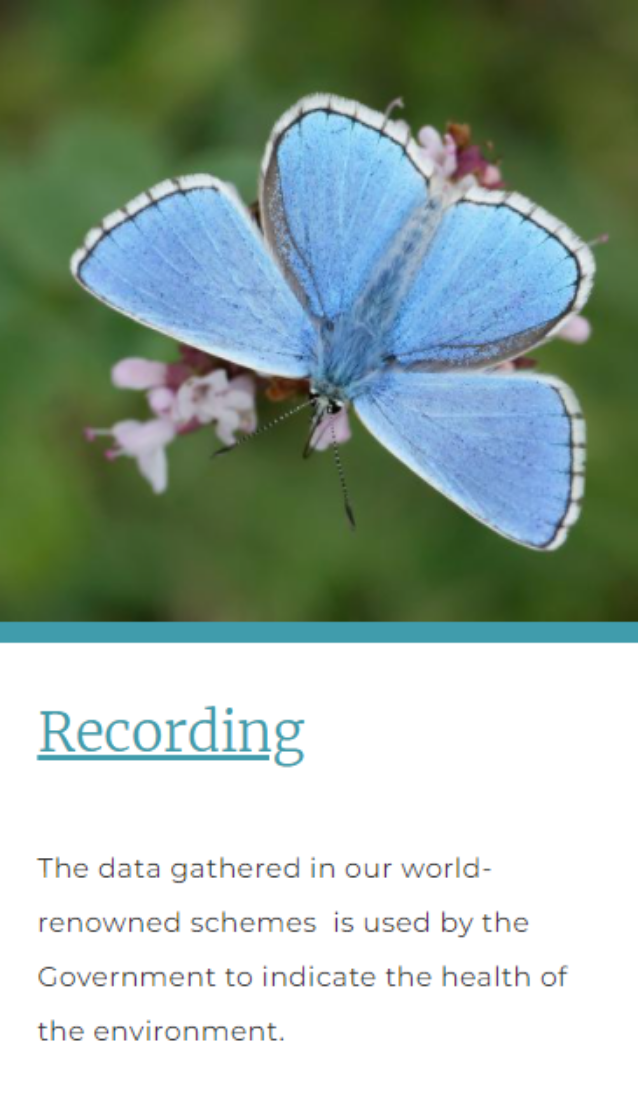 Recording
The data gathered in our world-
renowned schemes  is used by the
Government to indicate the health of
the environment.